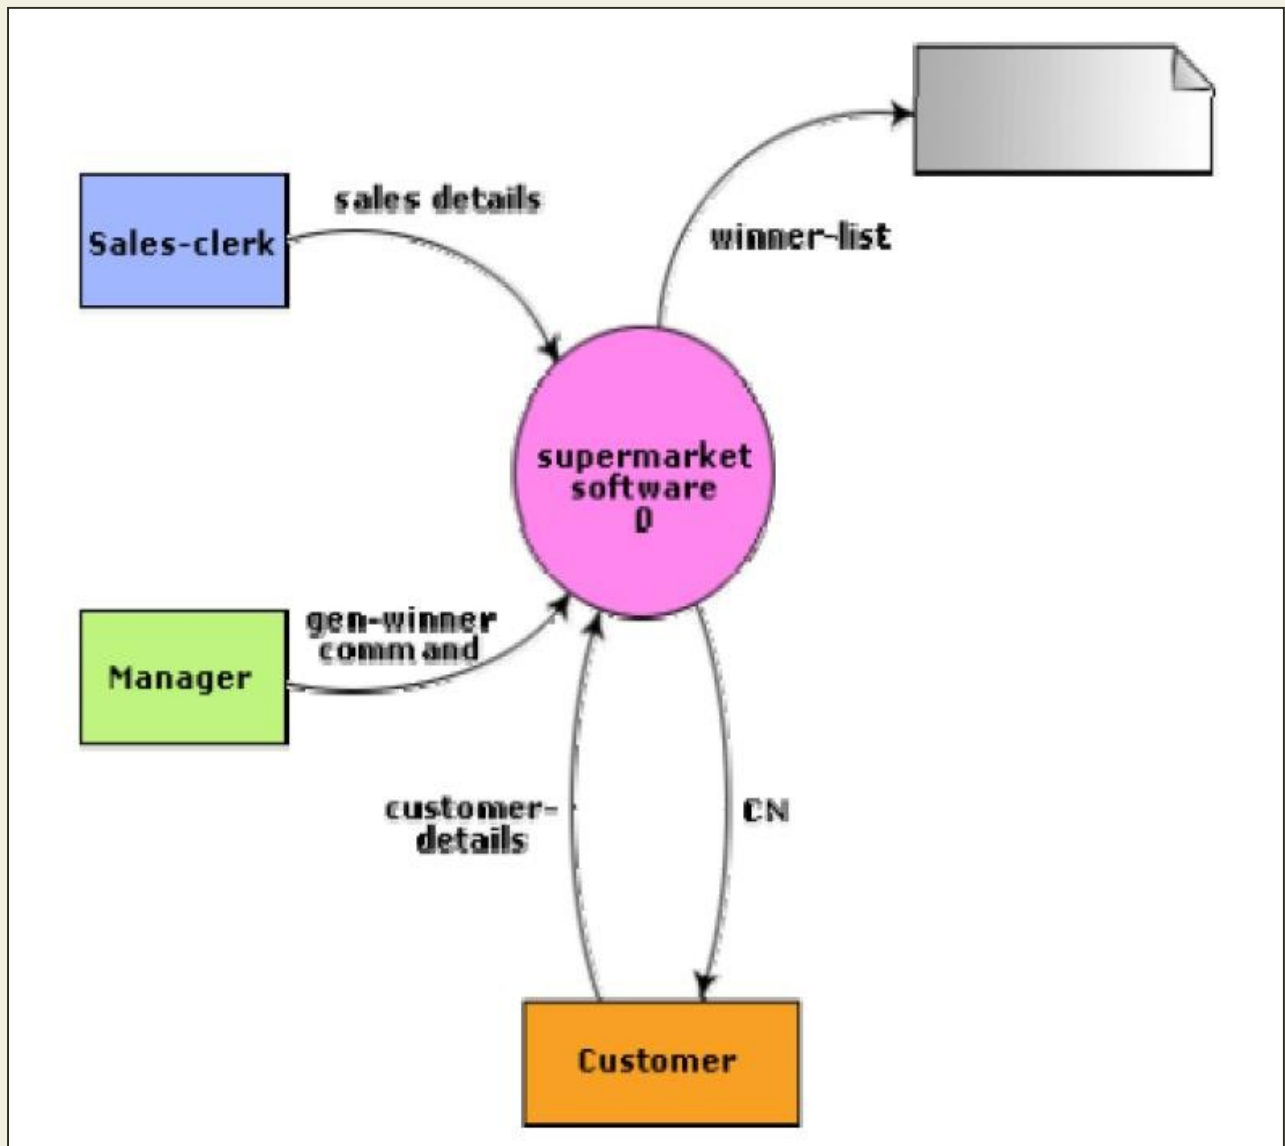 sales details
Sales-clerk
winner-list
supermarket
software
0
gen-winner
command
Manager
customer-
details
CN
Customer